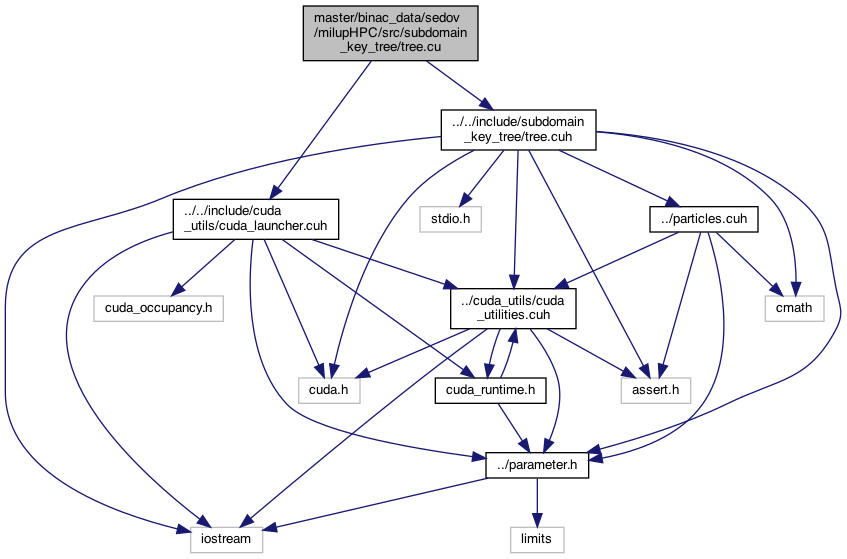 master/binac_data/sedov
/milupHPC/src/subdomain
_key_tree/tree.cu
../../include/subdomain
_key_tree/tree.cuh
../../include/cuda
_utils/cuda_launcher.cuh
stdio.h
../particles.cuh
cuda_occupancy.h
../cuda_utils/cuda
_utilities.cuh
cmath
cuda.h
cuda_runtime.h
assert.h
../parameter.h
iostream
limits